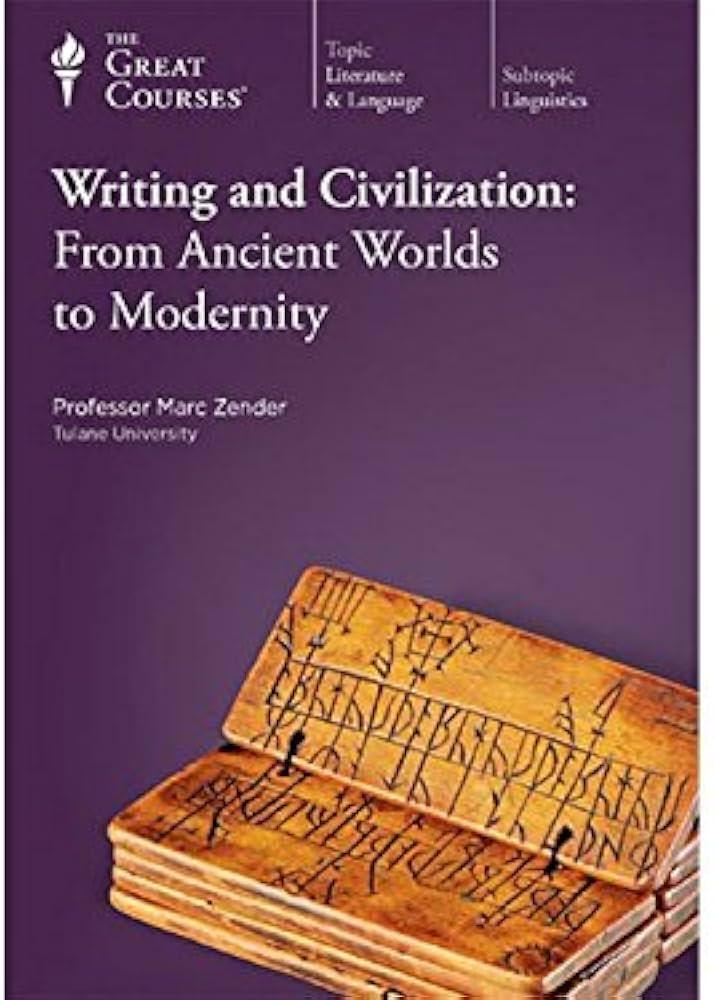 THE
GREAT
COURSES®
Topic
Literature
& Language
Subtopic
Linguistics
Writing and Civilization:
From Ancient Worlds
to Modernity
Professor Marc Zender
Tulane University